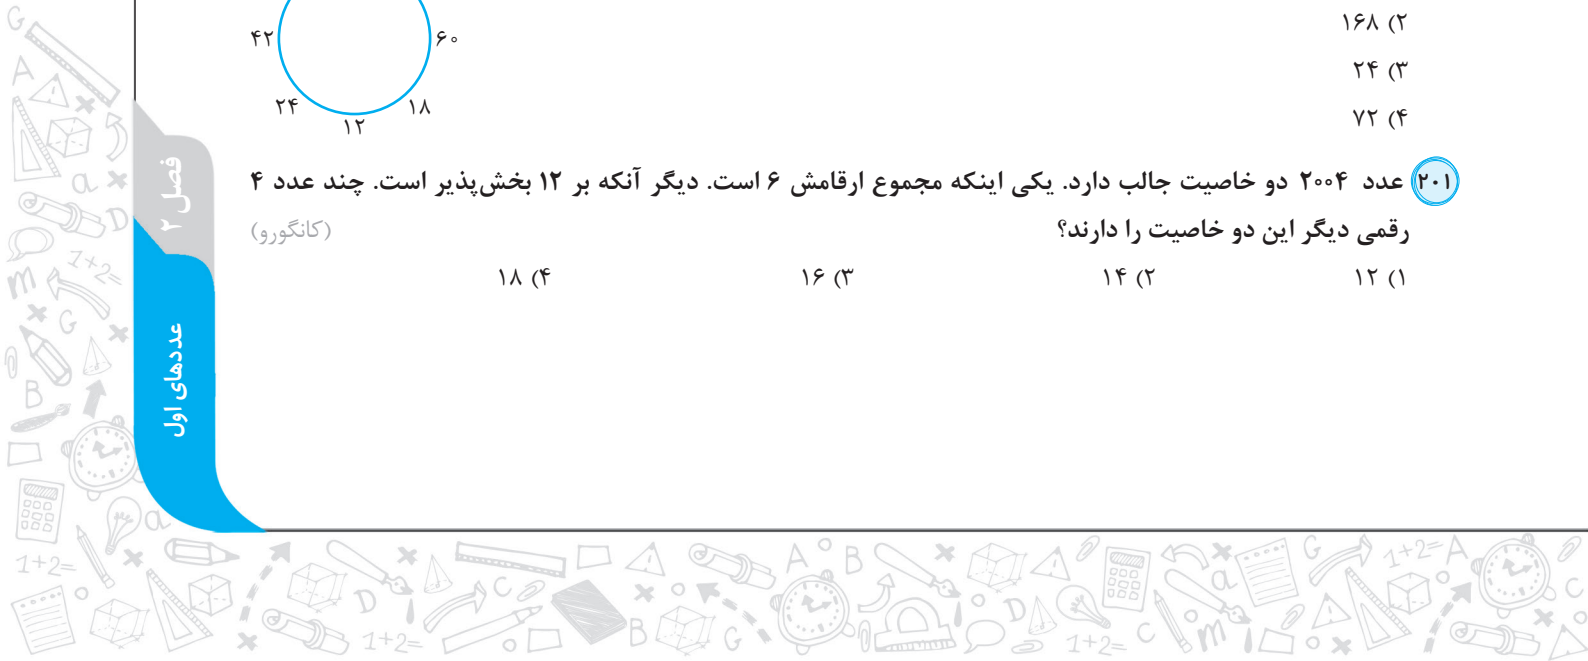 ۲) ۱۶۸
۴۲
۶۰
۳) ۲۴
۲۴
۱۸
۱۲
۴) ۷۲
۲۰۱ عدد ۲۰۰۴ دو خاصیت جالب دارد. یکی اینکه مجموع ارقامش ۶ است. دیگر آنکه بر ۱۲ بخش‌پذیر است. چند عدد ۴
رقمی دیگر این دو خاصیت را دارند؟ (کانگورو)
۱) ۱۲ ۲) ۱۴ ۳) ۱۶ ۴) ۱۸
فصل ۲
عددهای اول